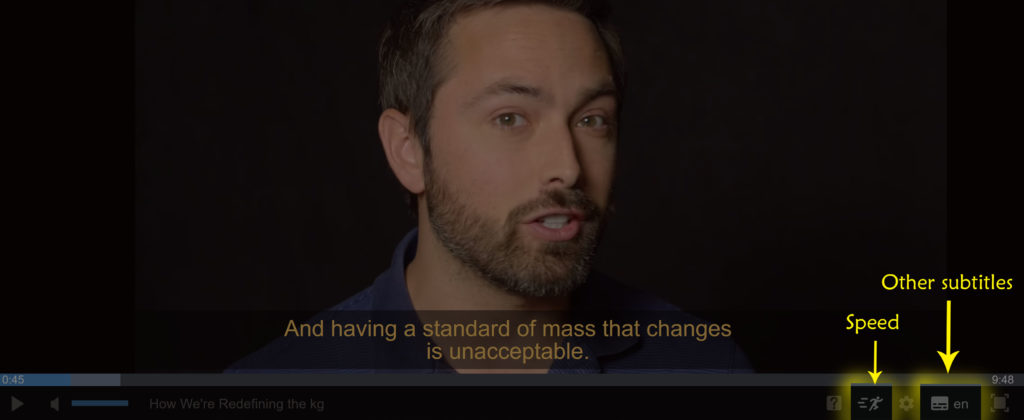 Other subtitles
Speed
And having a standard of mass that changes
is unacceptable.
0:45
9:48
How We're Redefining the kg
?
en